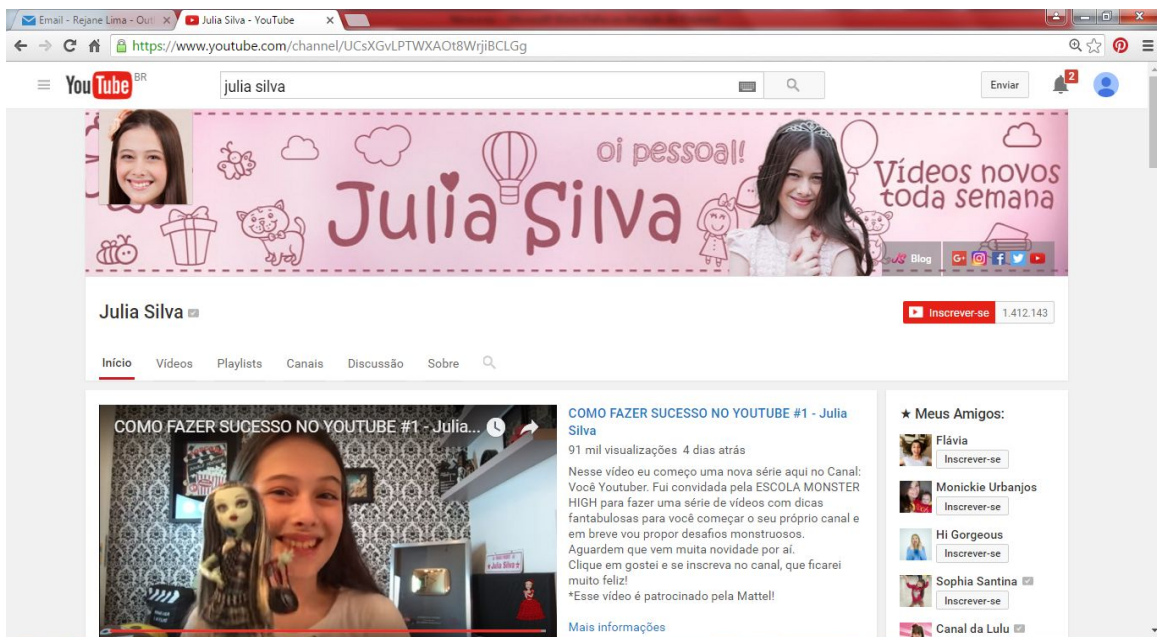 Email - Rejane Lima - Outl
Julia Silva - YouTube
https://www.youtube.com/channel/UCsXGvLPTWXAOt8WrjiBCLGg
YouTube BR
julia silva
Enviar
2
oi pessoal!
Julia Silva
Vídeos novos
toda semana
JS Blog
Julia Silva
Inscrever-se 1.412.143
Início Vídeos Playlists Canais Discussão Sobre
COMO FAZER SUCESSO NO YOUTUBE #1 - Julia...
Julia Silva
COMO FAZER SUCESSO NO YOUTUBE #1 - Julia
Silva
91 mil visualizações 4 dias atrás
Nesse vídeo eu começo uma nova série aqui no Canal:
Você Youtuber. Fui convidada pela ESCOLA MONSTER
HIGH para fazer uma série de vídeos com dicas
fantabulosas para você começar o seu próprio canal e
em breve vou propor desafios monstruosos.
Aguardem que vem muita novidade por aí.
Clique em gostei e se inscreva no canal, que ficarei
muito feliz!
*Esse vídeo é patrocinado pela Mattel!
Mais informações
★ Meus Amigos:
Flávia
Inscrever-se
Monickie Urbanjos
Inscrever-se
Hi Gorgeous
Inscrever-se
Sophia Santina
Inscrever-se
Canal da Lulu